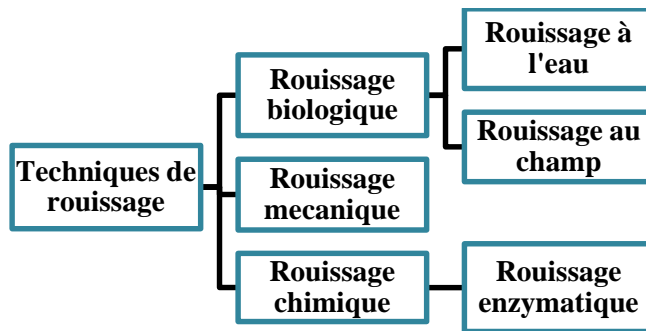 Techniques de
rouissage
Rouissage
biologique
Rouissage à
l'eau
Rouissage au
champ
Rouissage
mecanique
Rouissage
chimique
Rouissage
enzymatique